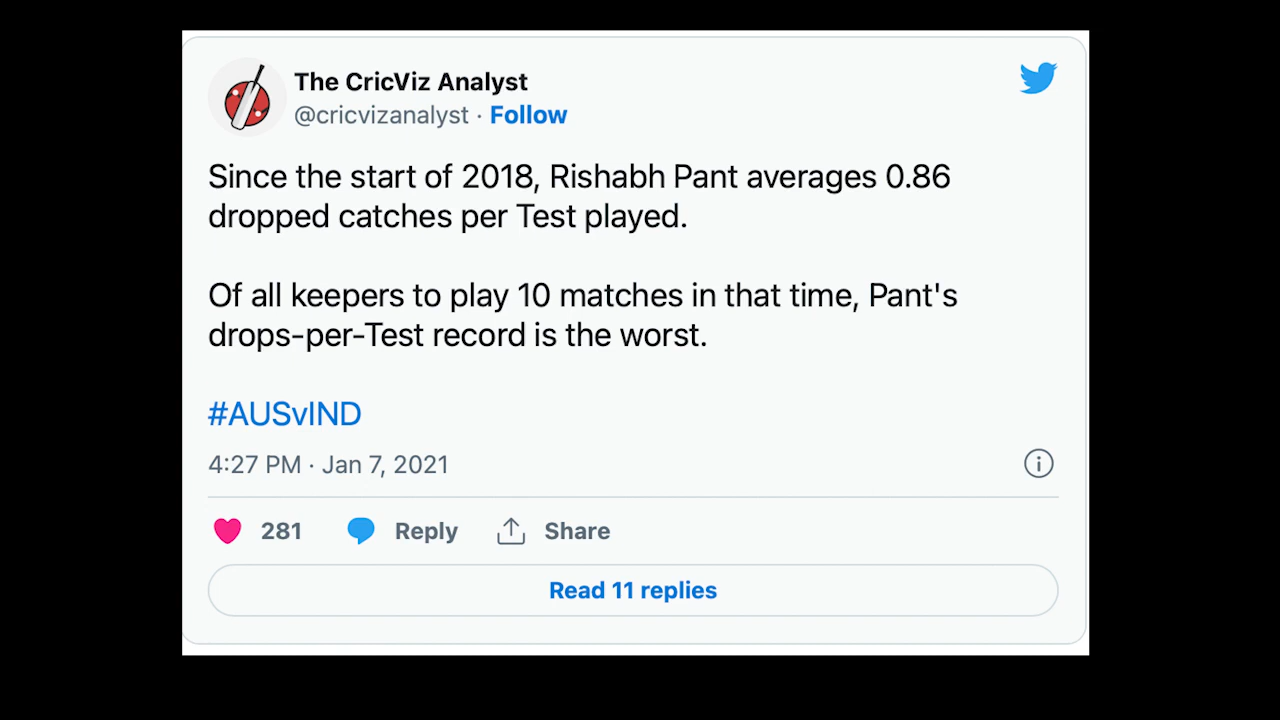 The CricViz Analyst
@cricvizanalyst · Follow
Since the start of 2018, Rishabh Pant averages 0.86
dropped catches per Test played.
Of all keepers to play 10 matches in that time, Pant's
drops-per-Test record is the worst.
#AUSvIND
4:27 PM · Jan 7, 2021
281 Reply Share
Read 11 replies